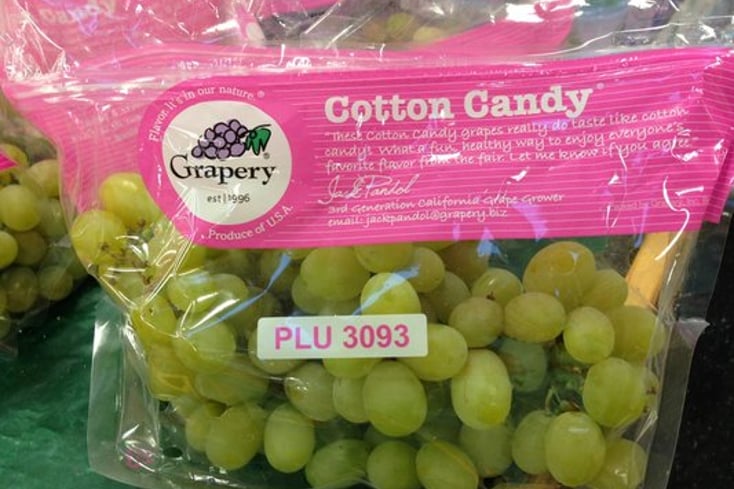 Flavor. It's in our nature.®
Grapery®
est | 1996
Produce of U.S.A.
Cotton Candy
"These Cotton Candy grapes really do taste like cotton
candy! What a fun, healthy way to enjoy everyone's
favorite flavor from the fair. Let me know if you agree."
Jack Pandol
3rd Generation California Grape Grower
email: jackpandol@grapery.biz
PLU 3093